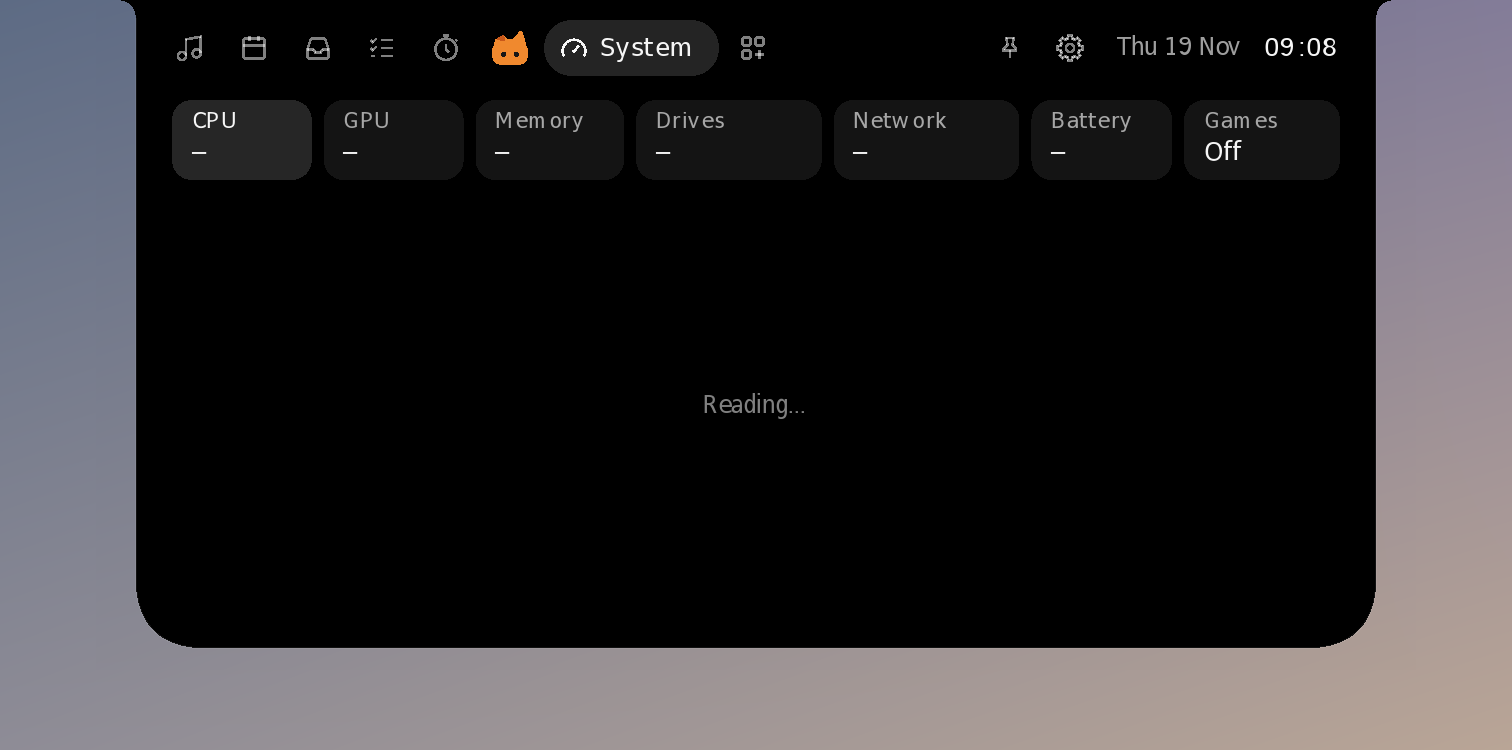 System
Thu 19 Nov 09:08
CPU
–
GPU
–
Memory
–
Drives
–
Network
–
Battery
–
Games
Off
Reading...